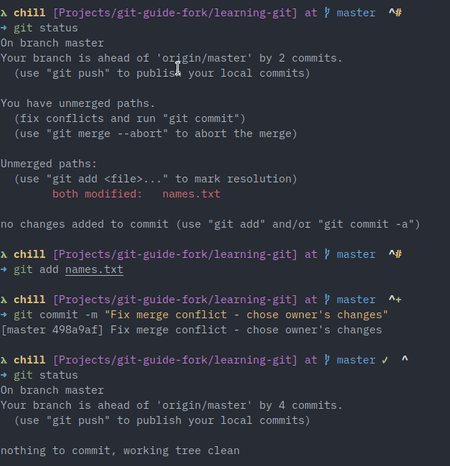 λ chill [Projects/git-guide-fork/learning-git] at ᚠ master ^#
→ git status
On branch master
Your branch is ahead of 'origin/master' by 2 commits.
  (use "git push" to publish your local commits)
You have unmerged paths.
  (fix conflicts and run "git commit")
  (use "git merge --abort" to abort the merge)
Unmerged paths:
  (use "git add <file>..." to mark resolution)
        both modified:   names.txt
no changes added to commit (use "git add" and/or "git commit -a")
λ chill [Projects/git-guide-fork/learning-git] at ᚠ master ^#
→ git add names.txt
λ chill [Projects/git-guide-fork/learning-git] at ᚠ master ^+
→ git commit -m "Fix merge conflict - chose owner's changes"
[master 498a9af] Fix merge conflict - chose owner's changes
λ chill [Projects/git-guide-fork/learning-git] at ᚠ master ✓ ^
→ git status
On branch master
Your branch is ahead of 'origin/master' by 4 commits.
  (use "git push" to publish your local commits)
nothing to commit, working tree clean